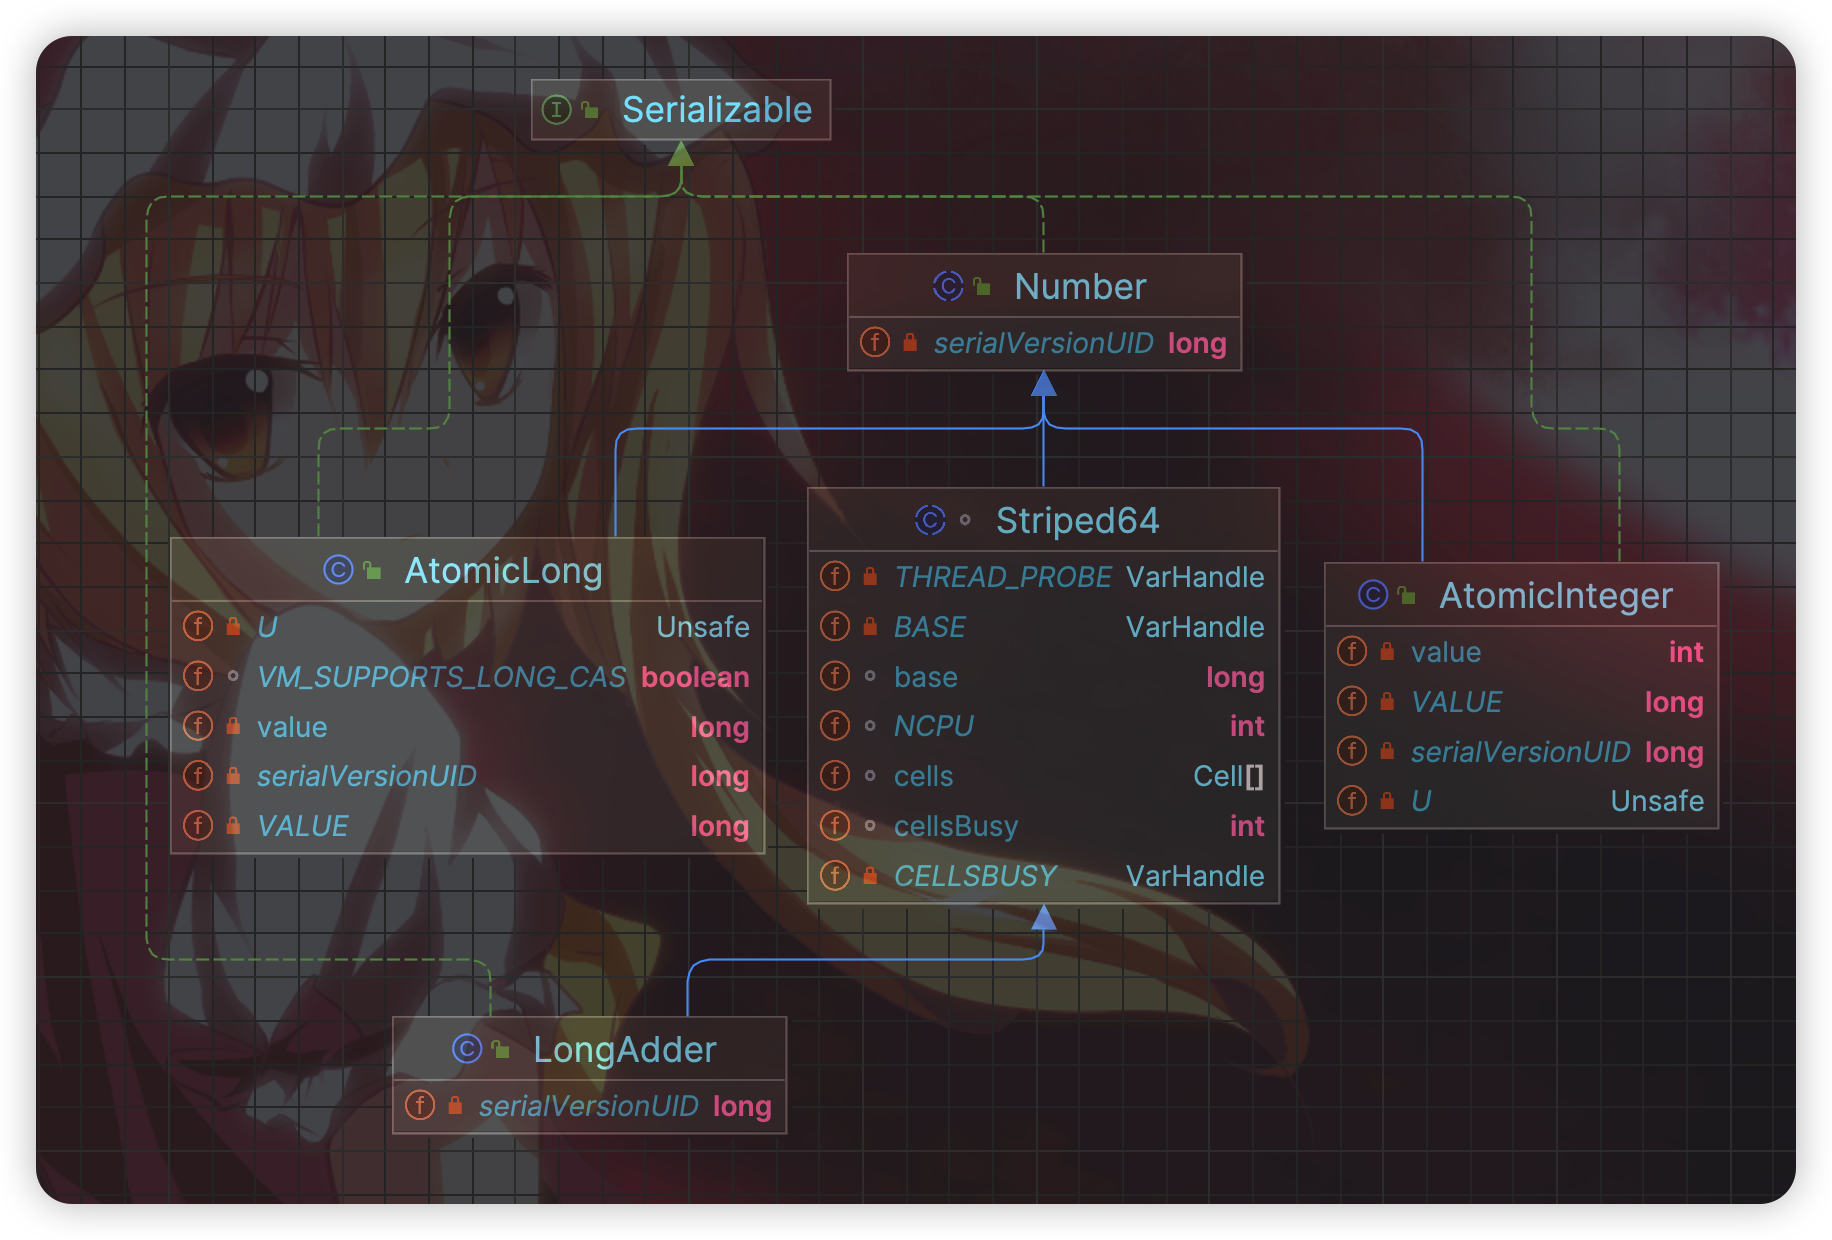 Serializable
Number
serialVersionUID long
AtomicLong
U Unsafe
VM_SUPPORTS_LONG_CAS boolean
value long
serialVersionUID long
VALUE long
Striped64
THREAD_PROBE VarHandle
BASE VarHandle
base long
NCPU int
cells Cell[]
cellsBusy int
CELLSBUSY VarHandle
AtomicInteger
value int
VALUE long
serialVersionUID long
U Unsafe
LongAdder
serialVersionUID long